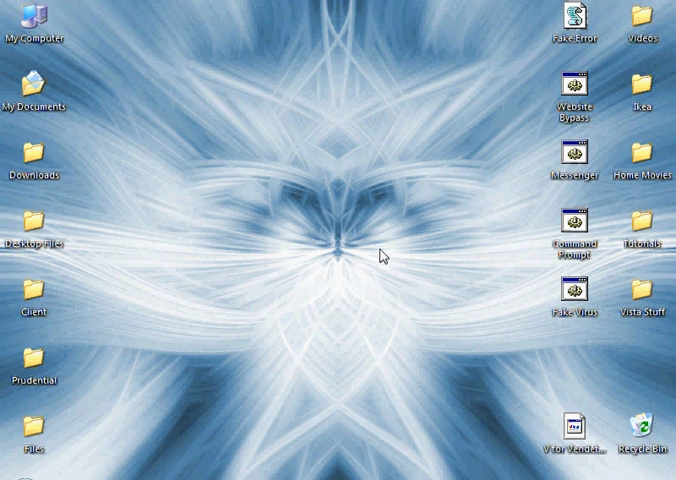 My Computer
My Documents
Downloads
Desktop Files
Client
Prudential
Files
Fake Error
Website
Bypass
Messenger
Command
Prompt
Fake Virus
V for Vendet...
Videos
Ikea
Home Movies
Tutorials
Vista Stuff
Recycle Bin